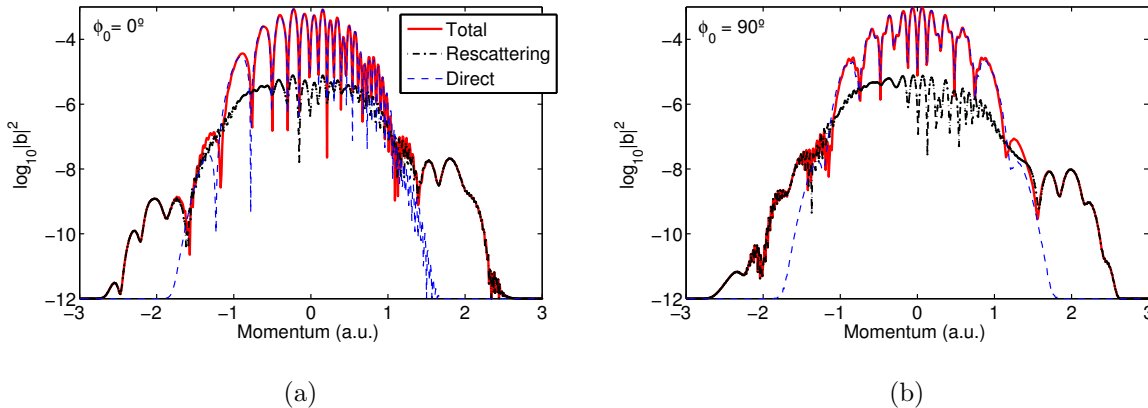 ϕ₀= 0º
Total
Rescattering
Direct
log₁₀|b|²
−4
−6
−8
−10
−12
−3 −2 −1 0 1 2 3
Momentum (a.u.)
(a)
ϕ₀ = 90º
log₁₀|b|²
−4
−6
−8
−10
−12
−3 −2 −1 0 1 2 3
Momentum (a.u.)
(b)